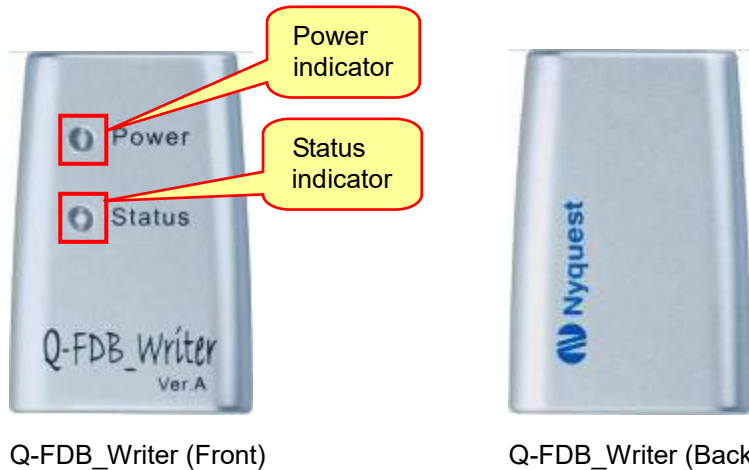 Power
indicator
Power
Status
indicator
Status
Q-FDB_Writer
Ver.A
Nyquest
Q-FDB_Writer (Front)
Q-FDB_Writer (Back